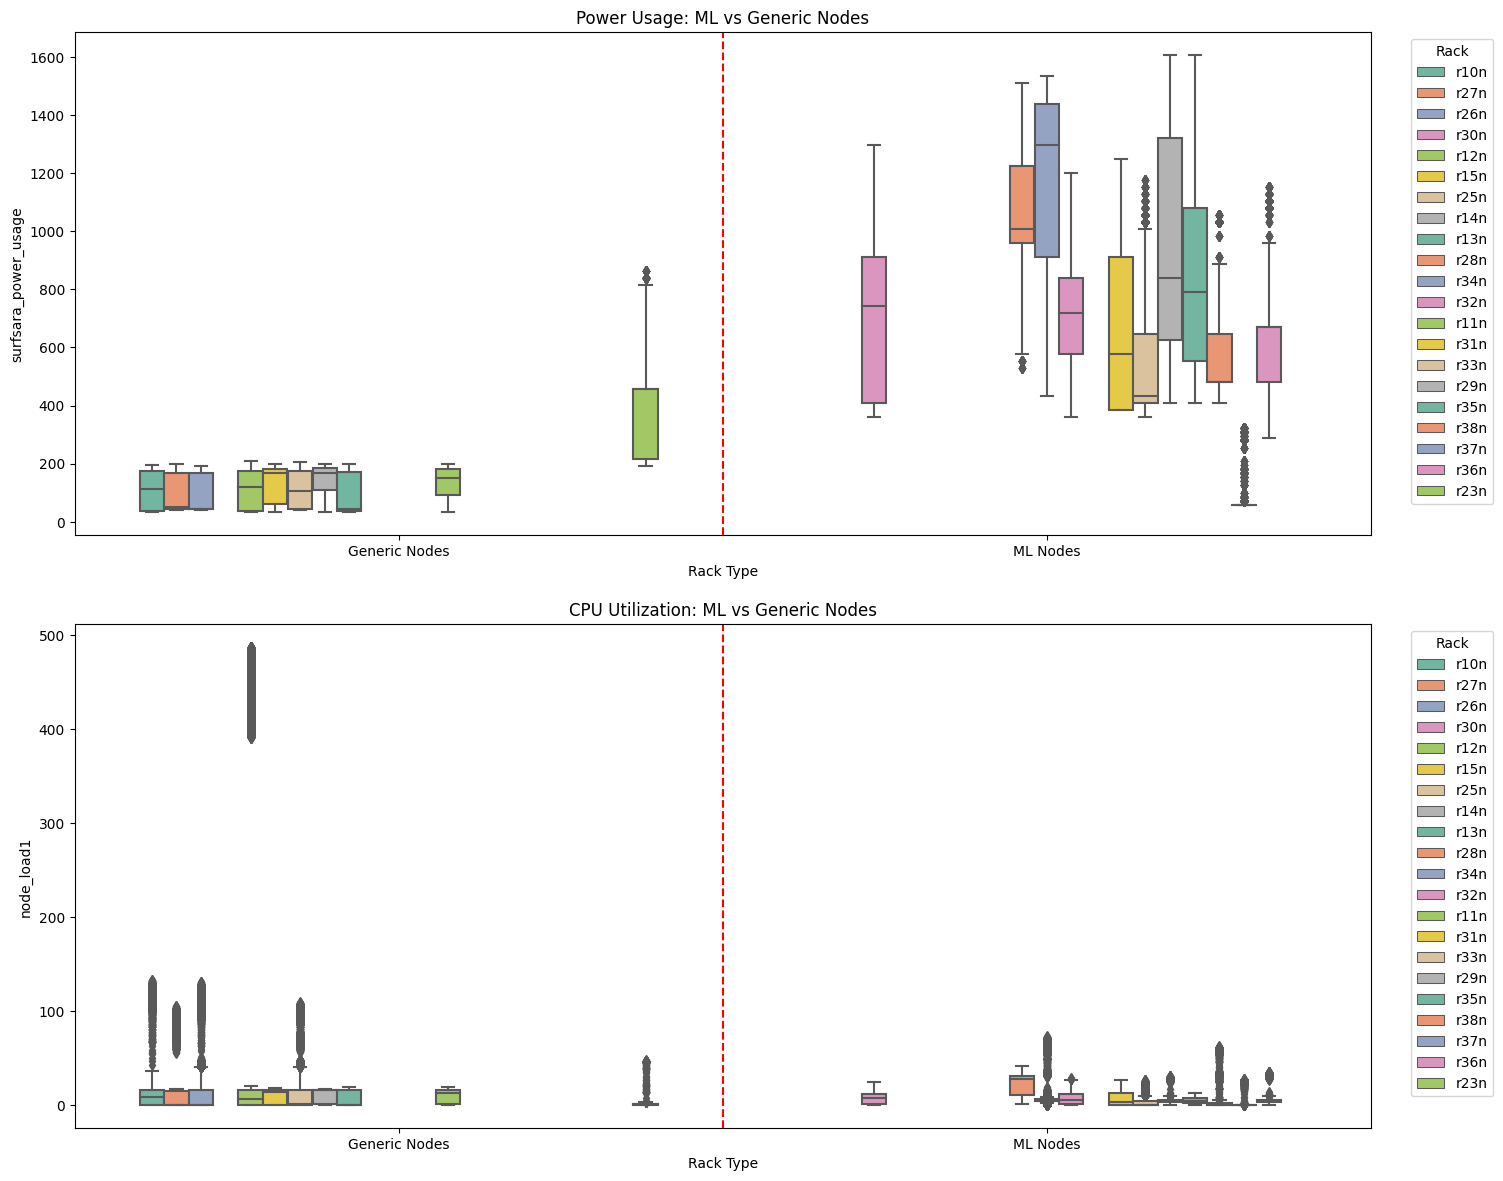 Power Usage: ML vs Generic Nodes
1600
1400
1200
1000
800
600
400
200
0
surfsara_power_usage
Generic Nodes
ML Nodes
Rack Type
Rack
r10n
r27n
r26n
r30n
r12n
r15n
r25n
r14n
r13n
r28n
r34n
r32n
r11n
r31n
r33n
r29n
r35n
r38n
r37n
r36n
r23n
CPU Utilization: ML vs Generic Nodes
500
400
300
200
100
0
node_load1
Generic Nodes
ML Nodes
Rack Type
Rack
r10n
r27n
r26n
r30n
r12n
r15n
r25n
r14n
r13n
r28n
r34n
r32n
r11n
r31n
r33n
r29n
r35n
r38n
r37n
r36n
r23n